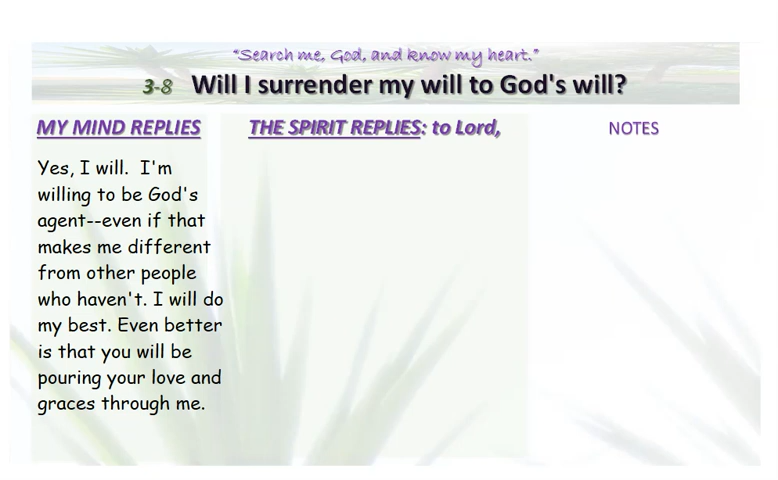 “Search me, God, and know my heart.”
3-8 Will I surrender my will to God's will?
MY MIND REPLIES
THE SPIRIT REPLIES: to Lord,
NOTES
Yes, I will.  I'm
willing to be God's
agent--even if that
makes me different
from other people
who haven't. I will do
my best. Even better
is that you will be
pouring your love and
graces through me.